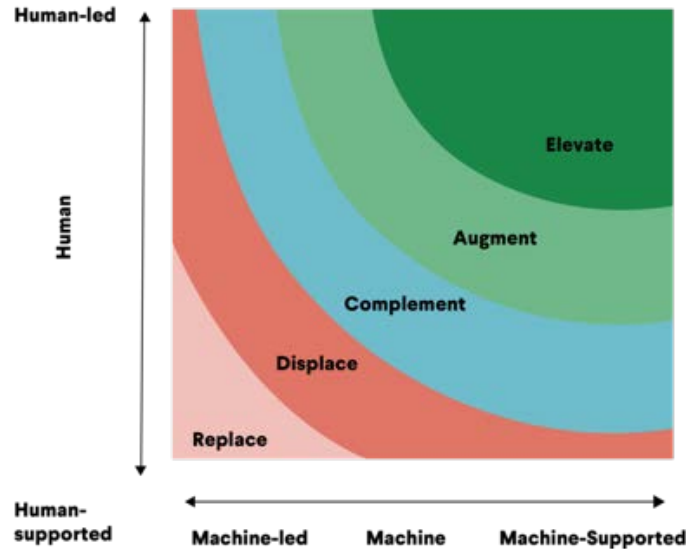 Human-led
Human
Elevate
Augment
Complement
Displace
Replace
Human-
supported
Machine-led
Machine
Machine-Supported